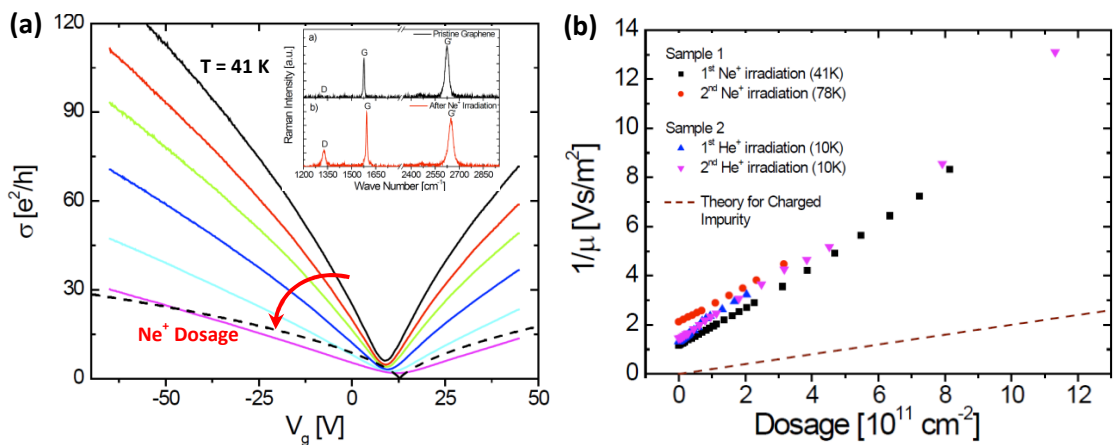 (a)
120
90
60
30
0
σ [e²/h]
-50
-25
0
25
50
V_g [V]
T = 41 K
Ne⁺ Dosage
Raman Intensity [a.u.]
a)
Pristine Graphene
D
G
G'
b)
After Ne⁺ Irradiation
D
G
G'
1200 1350 1500 1650 2400 2550 2700 2850
Wave Number [cm⁻¹]
(b)
14
12
10
8
6
4
2
0
1/μ [Vs/m²]
Sample 1
1ˢᵗ Ne⁺ irradiation (41K)
2ⁿᵈ Ne⁺ irradiation (78K)
Sample 2
1ˢᵗ He⁺ irradiation (10K)
2ⁿᵈ He⁺ irradiation (10K)
Theory for Charged
Impurity
0 2 4 6 8 10 12
Dosage [10¹¹ cm⁻²]